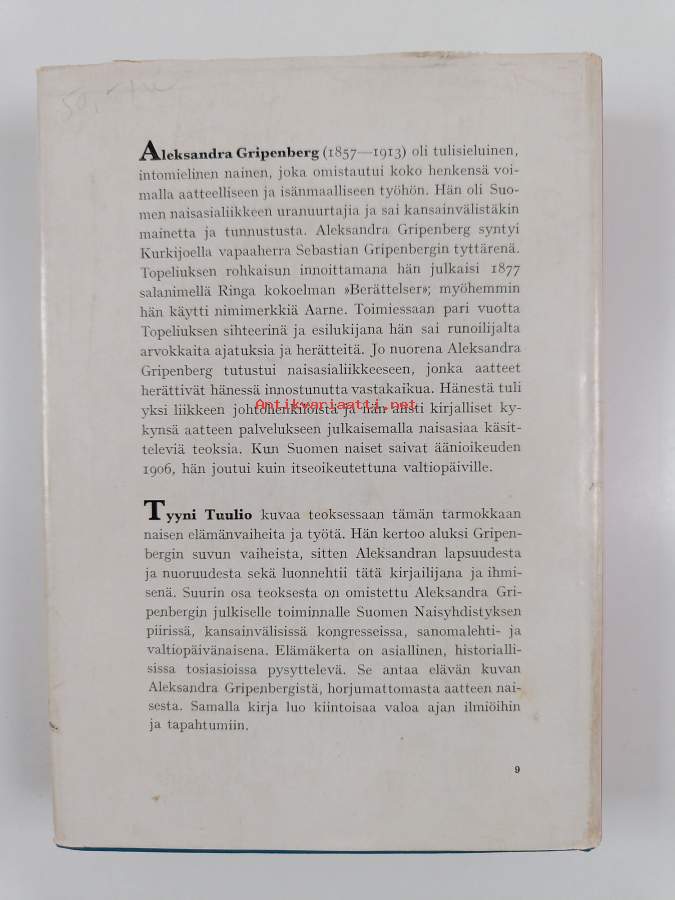 50,-
Aleksandra Gripenberg (1857—1913) oli tulisieluinen,
intomielinen nainen, joka omistautui koko henkensä voi-
malla aatteelliseen ja isänmaalliseen työhön. Hän oli Suo-
men naisasialiikkeen uranuurtajia ja sai kansainvälistäkin
mainetta ja tunnustusta. Aleksandra Gripenberg syntyi
Kurkijoella vapaaherra Sebastian Gripenbergin tyttärenä.
Topeliuksen rohkaisun innoittamana hän julkaisi 1877
salanimellä Ringa kokoelman »Berättelser»; myöhemmin
hän käytti nimimerkkiä Aarne. Toimiessaan pari vuotta
Topeliuksen sihteerinä ja esilukijana hän sai runoilijalta
arvokkaita ajatuksia ja herätteitä. Jo nuorena Aleksandra
Gripenberg tutustui naisasialiikkeeseen, jonka aatteet
herättivät hänessä innostunutta vastakaikua. Hänestä tuli
Antikvariaatti.net
yksi liikkeen johtohenkilöistä ja hän alisti kirjalliset ky-
kynsä aatteen palvelukseen julkaisemalla naisasiaa käsit-
televiä teoksia. Kun Suomen naiset saivat äänioikeuden
1906, hän joutui kuin itseoikeutettuna valtiopäiville.
Tyyni Tuulio kuvaa teoksessaan tämän tarmokkaan
naisen elämänvaiheita ja työtä. Hän kertoo aluksi Gripen-
bergin suvun vaiheista, sitten Aleksandran lapsuudesta
ja nuoruudesta sekä luonnehtii tätä kirjailijana ja ihmi-
senä. Suurin osa teoksesta on omistettu Aleksandra Gri-
penbergin julkiselle toiminnalle Suomen Naisyhdistyksen
piirissä, kansainvälisissä kongresseissa, sanomalehti- ja
valtiopäivänaisena. Elämäkerta on asiallinen, historialli-
sissa tosiasioissa pysyttelevä. Se antaa elävän kuvan
Aleksandra Gripenbergistä, horjumattomasta aatteen nai-
sesta. Samalla kirja luo kiintoisaa valoa ajan ilmiöihin
ja tapahtumiin.
9